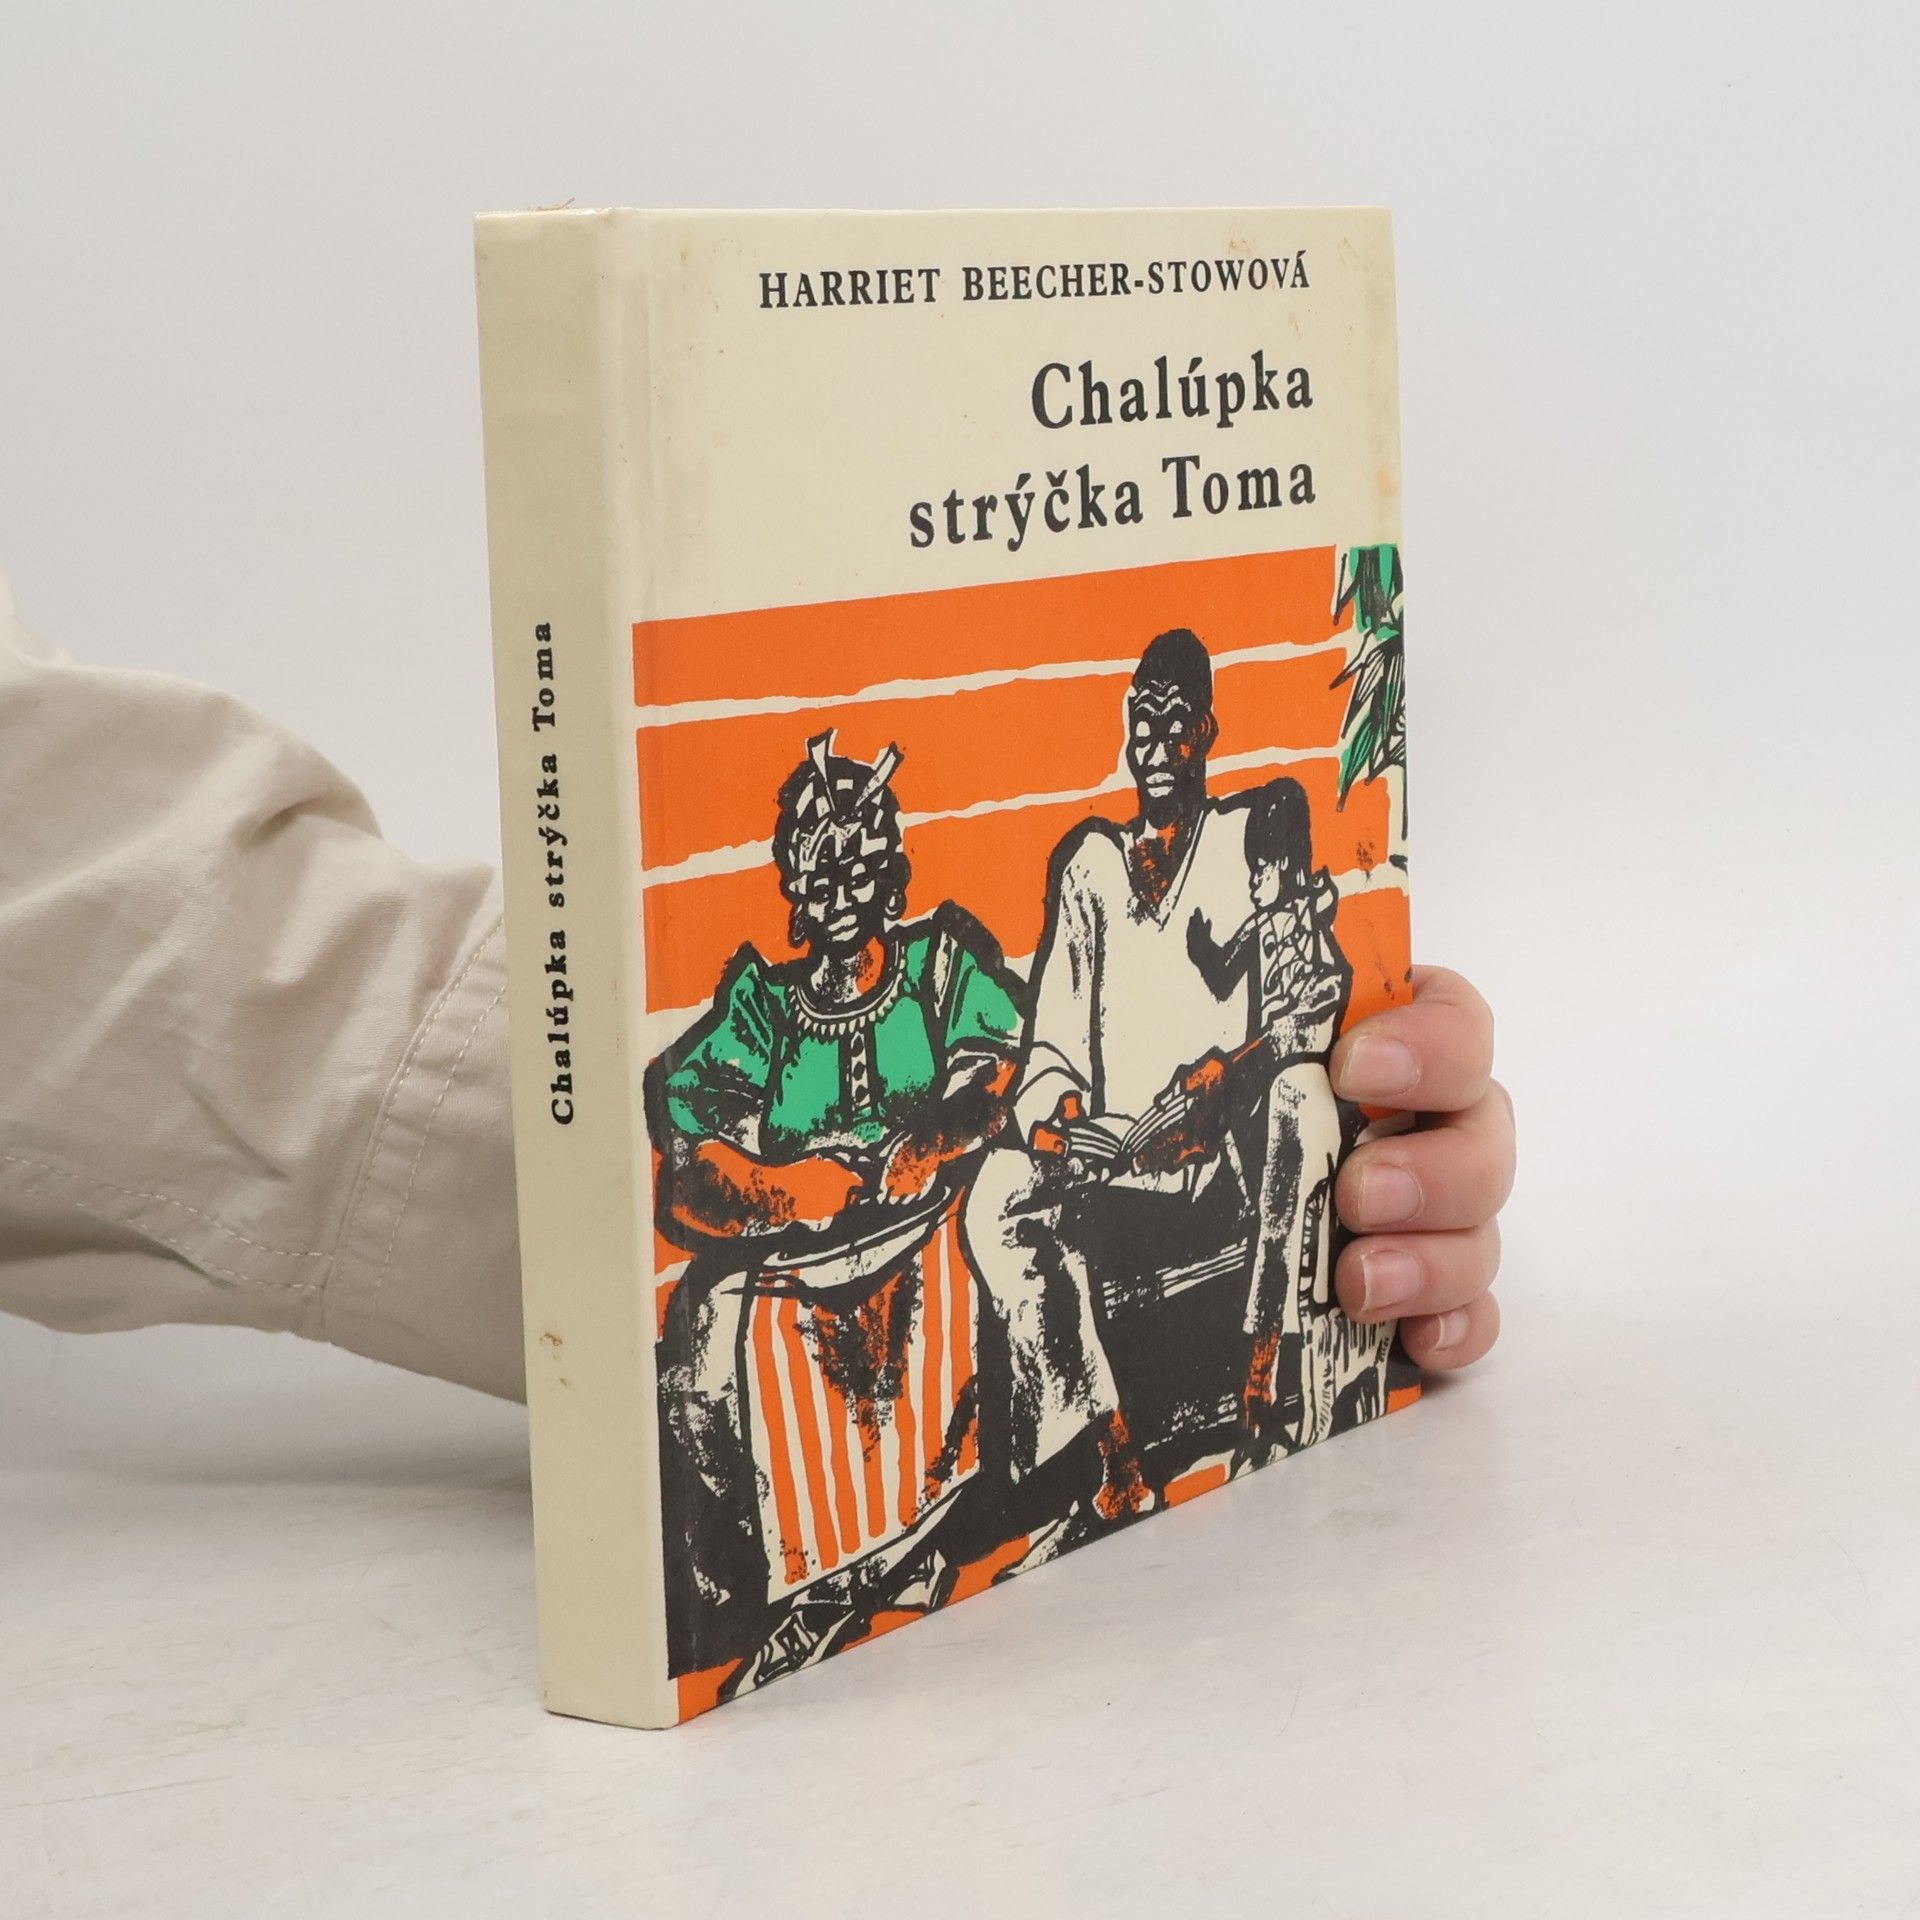 HARRIET BEECHER-STOWOVÁ
Chalúpka
strýčka Toma
Chalúpka strýčka Toma